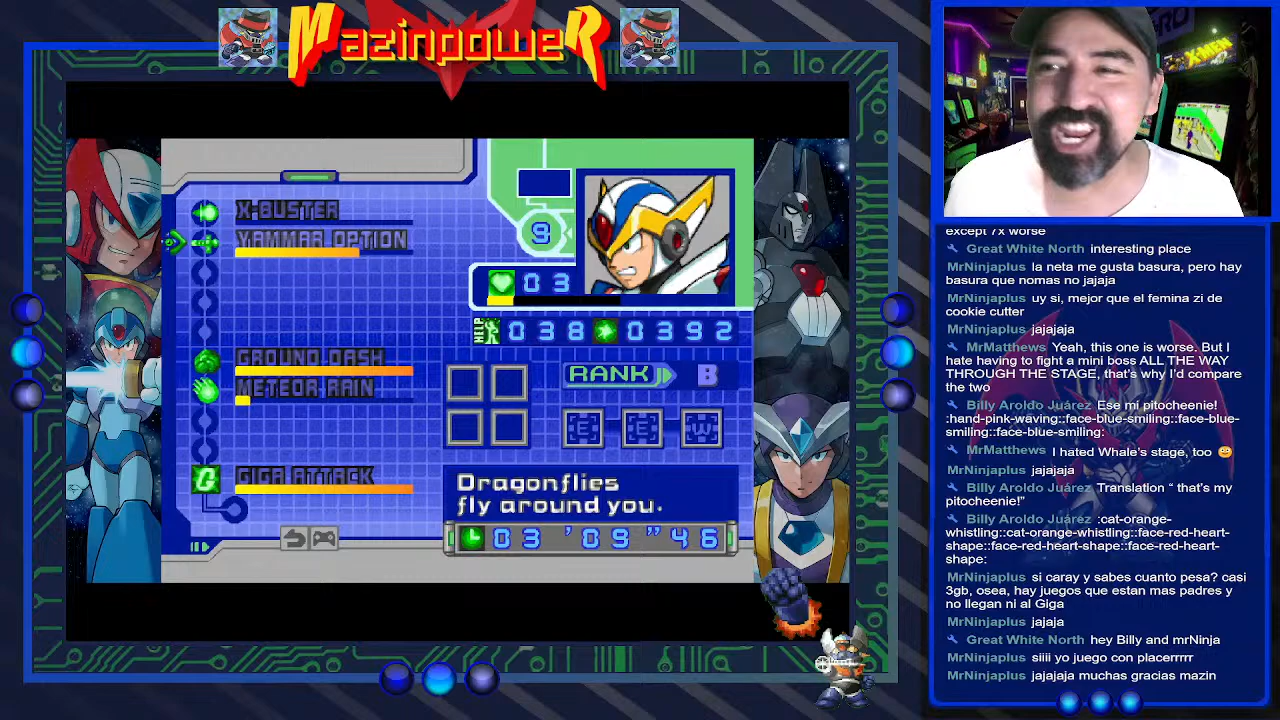 MazinpoweR
X-BUSTER
YAMMAR OPTION
GROUND DASH
METEOR RAIN
G GIGA ATTACK
9
03
HELP 038 0392
RANK B
E E W
Dragonflies
fly around you.
03 '09 "46
X-MEN
except 7x worse
Great White North interesting place
MrNinjaplus la neta me gusta basura, pero hay
basura que nomas no jajaja
MrNinjaplus uy si, mejor que el femina zi de
cookie cutter
MrNinjaplus jajajaja
MrMatthews Yeah, this one is worse. But I
hate having to fight a mini boss ALL THE WAY
THROUGH THE STAGE, that's why I'd compare
the two
Billy Aroldo Juárez Ese mi pitocheenie!
:hand-pink-waving::face-blue-smiling::face-blue-
smiling::face-blue-smiling:
MrMatthews I hated Whale's stage, too
MrNinjaplus jajajaja
Billy Aroldo Juárez Translation “ that's my
pitocheenie!”
Billy Aroldo Juárez :cat-orange-
whistling::cat-orange-whistling::face-red-heart-
shape::face-red-heart-shape::face-red-heart-
shape:
MrNinjaplus si caray y sabes cuanto pesa? casi
3gb, osea, hay juegos que estan mas padres y
no llegan ni al Giga
MrNinjaplus jajaja
Great White North hey Billy and mrNinja
MrNinjaplus siiii yo juego con placerrrrr
MrNinjaplus jajajaja muchas gracias mazin